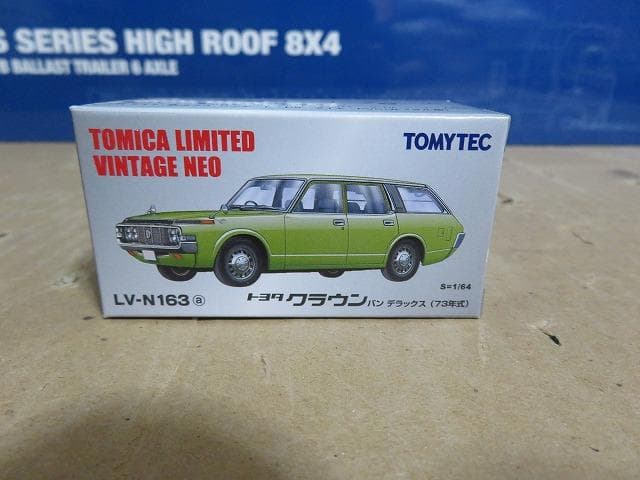 S SERIES HIGH ROOF 8X4
B BALLAST TRAILER 6 AXLE
TOMICA LIMITED
VINTAGE NEO
TOMYTEC
S=1/64
LV-N163 ⓐ
トヨタ クラウン バン デラックス (73年式)